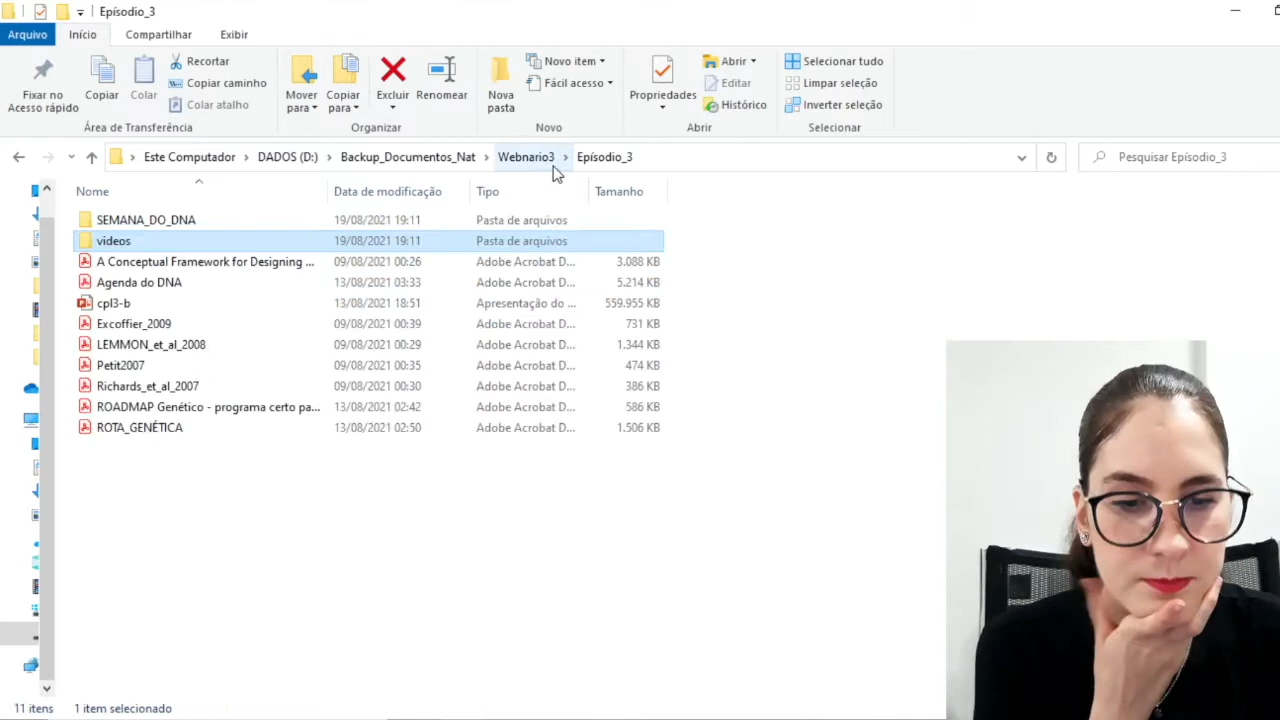 Epísodio_3
Arquivo Início Compartilhar Exibir
Fixar no Acesso rápido
Copiar
Colar
Recortar
Copiar caminho
Colar atalho
Mover para
Copiar para
Excluir
Renomear
Nova pasta
Novo item
Fácil acesso
Propriedades
Abrir
Editar
Histórico
Selecionar tudo
Limpar seleção
Inverter seleção
Área de Transferência Organizar Novo Abrir Selecionar
Este Computador DADOS (D:) Backup_Documentos_Nat Webnario3 Epísodio_3 Pesquisar Epísodio_3
Nome Data de modificação Tipo Tamanho
SEMANA_DO_DNA 19/08/2021 19:11 Pasta de arquivos
videos 19/08/2021 19:11 Pasta de arquivos
A Conceptual Framework for Designing ... 09/08/2021 00:26 Adobe Acrobat D... 3.088 KB
Agenda do DNA 13/08/2021 03:33 Adobe Acrobat D... 5.214 KB
cpl3-b 13/08/2021 18:51 Apresentação do ... 559.955 KB
Excoffier_2009 09/08/2021 00:39 Adobe Acrobat D... 731 KB
LEMMON_et_al_2008 09/08/2021 00:29 Adobe Acrobat D... 1.344 KB
Petit2007 09/08/2021 00:35 Adobe Acrobat D... 474 KB
Richards_et_al_2007 09/08/2021 00:30 Adobe Acrobat D... 386 KB
ROADMAP Genético - programa certo pa... 13/08/2021 02:42 Adobe Acrobat D... 586 KB
ROTA_GENÉTICA 13/08/2021 02:50 Adobe Acrobat D... 1.506 KB
11 itens 1 item selecionado